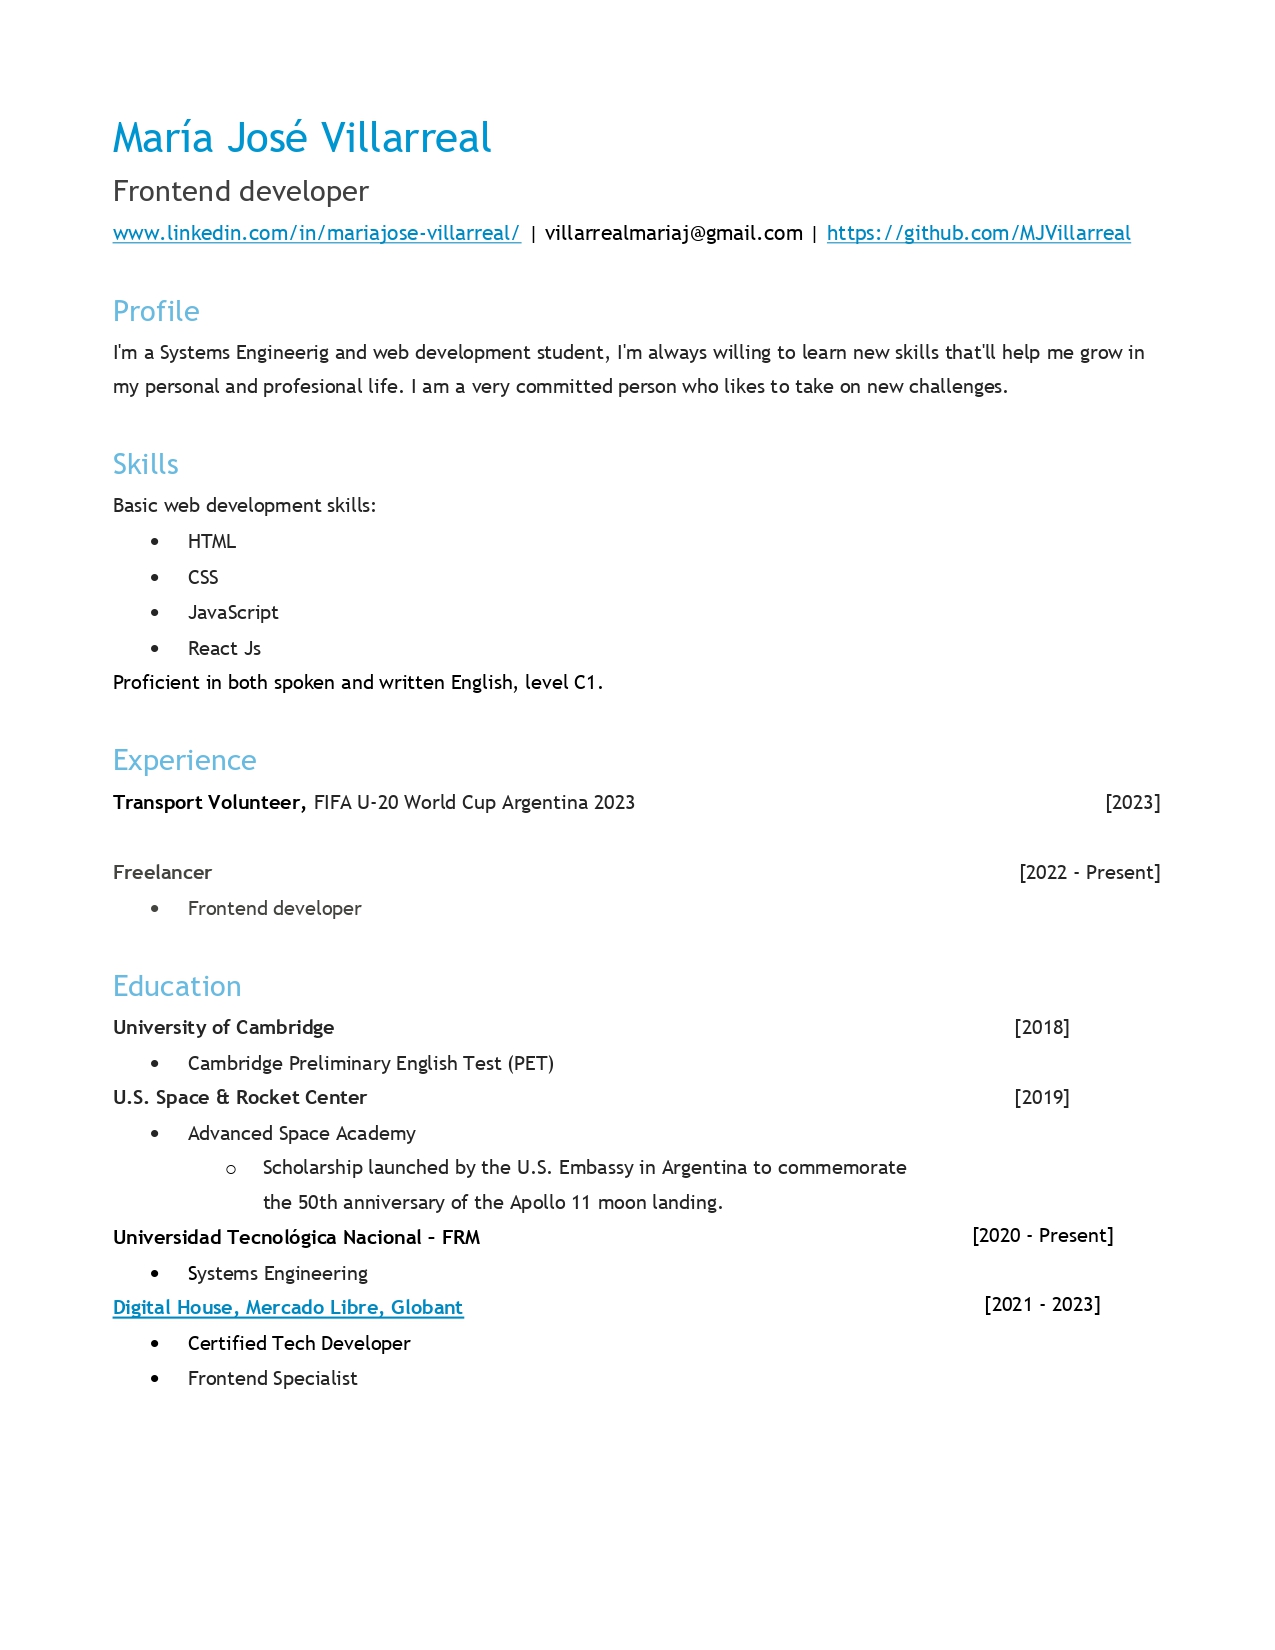 María José Villarreal
Frontend developer
www.linkedin.com/in/mariajose-villarreal/ | villarrealmariaj@gmail.com | https://github.com/MJVillarreal
Profile
I'm a Systems Engineerig and web development student, I'm always willing to learn new skills that'll help me grow in
my personal and profesional life. I am a very committed person who likes to take on new challenges.
Skills
Basic web development skills:
• HTML
• CSS
• JavaScript
• React Js
Proficient in both spoken and written English, level C1.
Experience
Transport Volunteer, FIFA U-20 World Cup Argentina 2023 [2023]
Freelancer [2022 - Present]
• Frontend developer
Education
University of Cambridge [2018]
• Cambridge Preliminary English Test (PET)
U.S. Space & Rocket Center [2019]
• Advanced Space Academy
o Scholarship launched by the U.S. Embassy in Argentina to commemorate
the 50th anniversary of the Apollo 11 moon landing.
Universidad Tecnológica Nacional – FRM [2020 - Present]
• Systems Engineering
Digital House, Mercado Libre, Globant [2021 - 2023]
• Certified Tech Developer
• Frontend Specialist